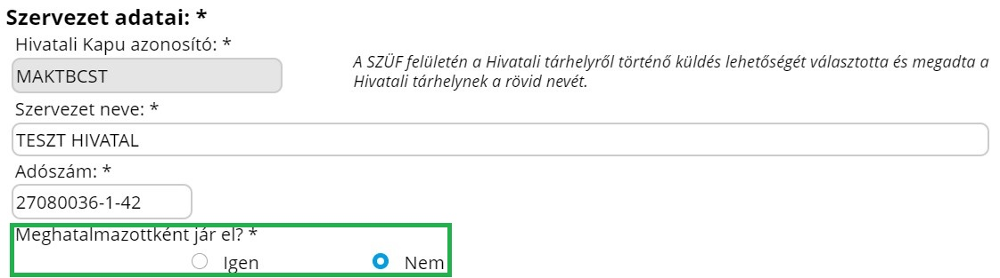 Szervezet adatai: *
Hivatali Kapu azonosító: *
MAKTBCST
A SZÜF felületén a Hivatali tárhelyről történő küldés lehetőségét választotta és megadta a
Hivatali tárhelynek a rövid nevét.
Szervezet neve: *
TESZT HIVATAL
Adószám: *
27080036-1-42
Meghatalmazottként jár el? *
Igen Nem